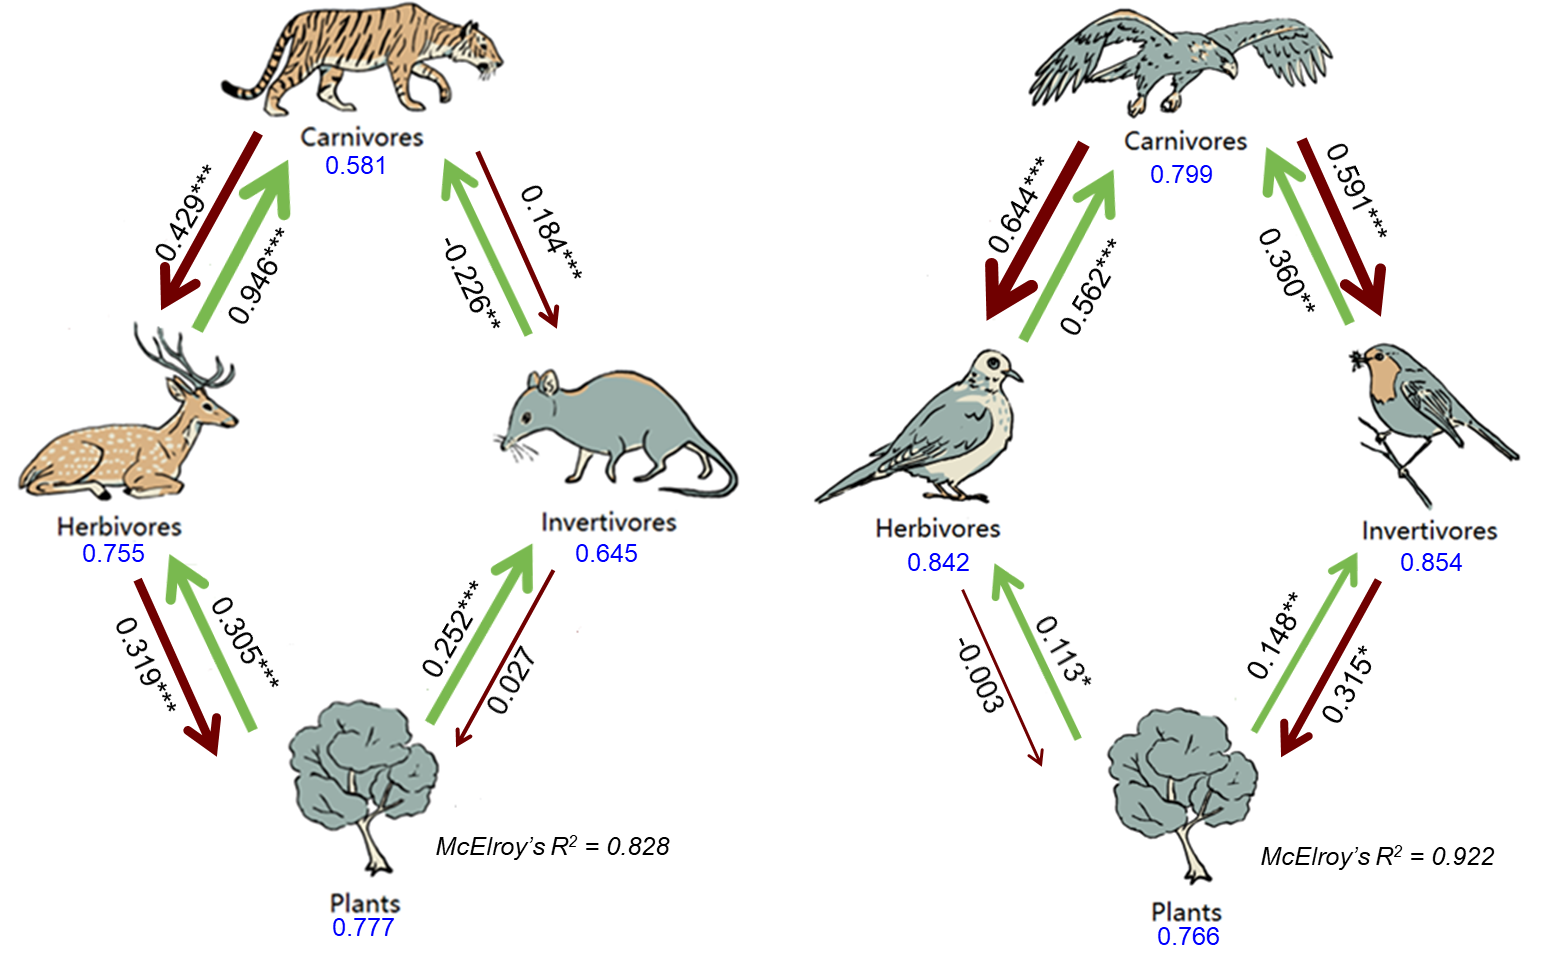 Carnivores
0.581
0.429***
0.946***
-0.226**
0.184***
Herbivores
0.755
Invertivores
0.645
0.319***
0.305***
0.252***
0.027
McElroy's R² = 0.828
Plants
0.777
Carnivores
0.799
0.644***
0.562***
0.360**
0.591***
Herbivores
0.842
Invertivores
0.854
-0.003
0.113*
0.148**
0.315*
McElroy's R² = 0.922
Plants
0.766